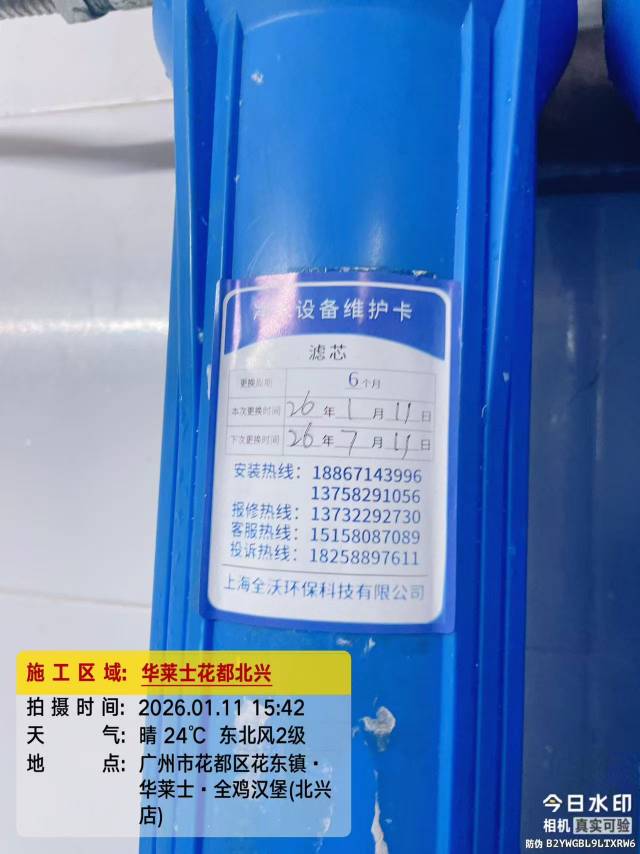 设备维护卡
滤芯
更换周期 6个月
本次更换时间 26年1月11日
下次更换时间 26年7月11日
安装热线：18867143996
13758291056
报修热线：13732292730
客服热线：15158087089
投诉热线：18258897611
上海全沃环保科技有限公司
施工区域：华莱士花都北兴
拍摄时间：2026.01.11 15:42
天气：晴 24℃ 东北风2级
地点：广州市花都区花东镇·
华莱士·全鸡汉堡(北兴
店)
今日水印
相机 真实可验
防伪 B2YWGBL9LTXRW6